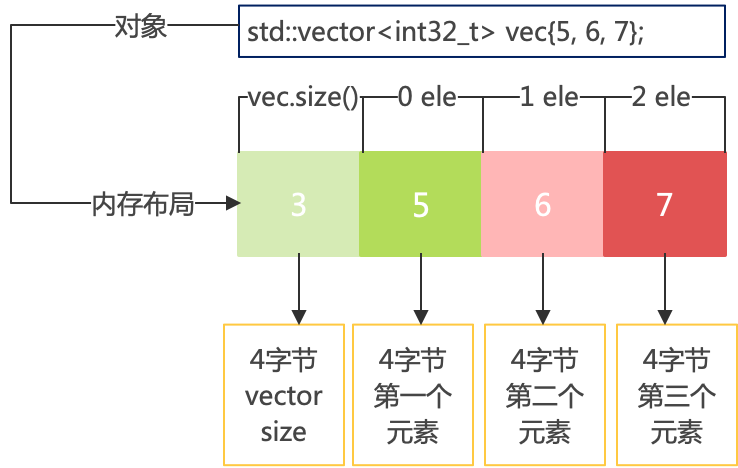 对象
std::vector<int32_t> vec{5, 6, 7};
vec.size()
0 ele
1 ele
2 ele
内存布局
3
5
6
7
4字节
vector
size
4字节
第一个
元素
4字节
第二个
元素
4字节
第三个
元素